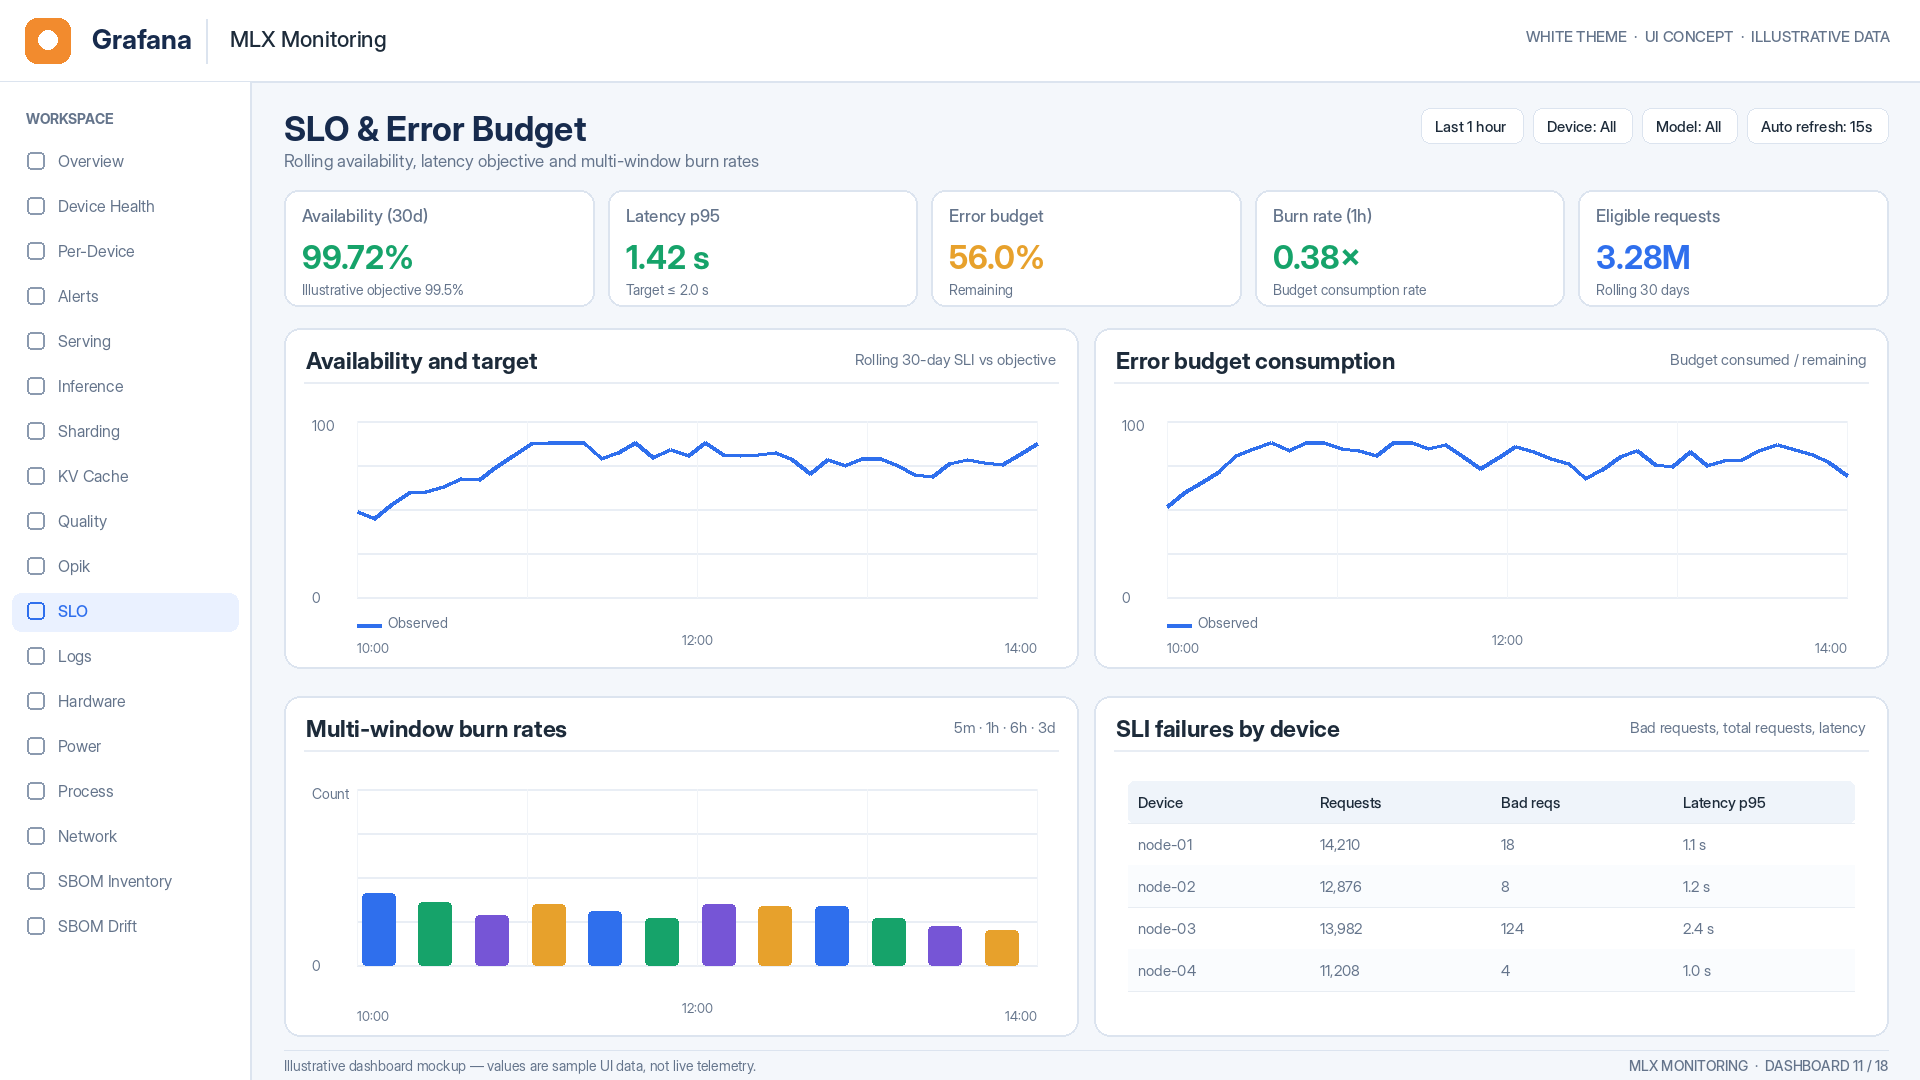 Grafana
MLX Monitoring
WHITE THEME · UI CONCEPT · ILLUSTRATIVE DATA
WORKSPACE
Overview
Device Health
Per-Device
Alerts
Serving
Inference
Sharding
KV Cache
Quality
Opik
SLO
Logs
Hardware
Power
Process
Network
SBOM Inventory
SBOM Drift
SLO & Error Budget
Rolling availability, latency objective and multi-window burn rates
Last 1 hour
Device: All
Model: All
Auto refresh: 15s
Availability (30d)
99.72%
Illustrative objective 99.5%
Latency p95
1.42 s
Target ≤ 2.0 s
Error budget
56.0%
Remaining
Burn rate (1h)
0.38×
Budget consumption rate
Eligible requests
3.28M
Rolling 30 days
Availability and target
Rolling 30-day SLI vs objective
100
0
Observed
10:00
12:00
14:00
Error budget consumption
Budget consumed / remaining
100
0
Observed
10:00
12:00
14:00
Multi-window burn rates
5m · 1h · 6h · 3d
Count
0
10:00
12:00
14:00
SLI failures by device
Bad requests, total requests, latency
Device Requests Bad reqs Latency p95
node-01 14,210 18 1.1 s
node-02 12,876 8 1.2 s
node-03 13,982 124 2.4 s
node-04 11,208 4 1.0 s
Illustrative dashboard mockup — values are sample UI data, not live telemetry.
MLX MONITORING · DASHBOARD 11 / 18